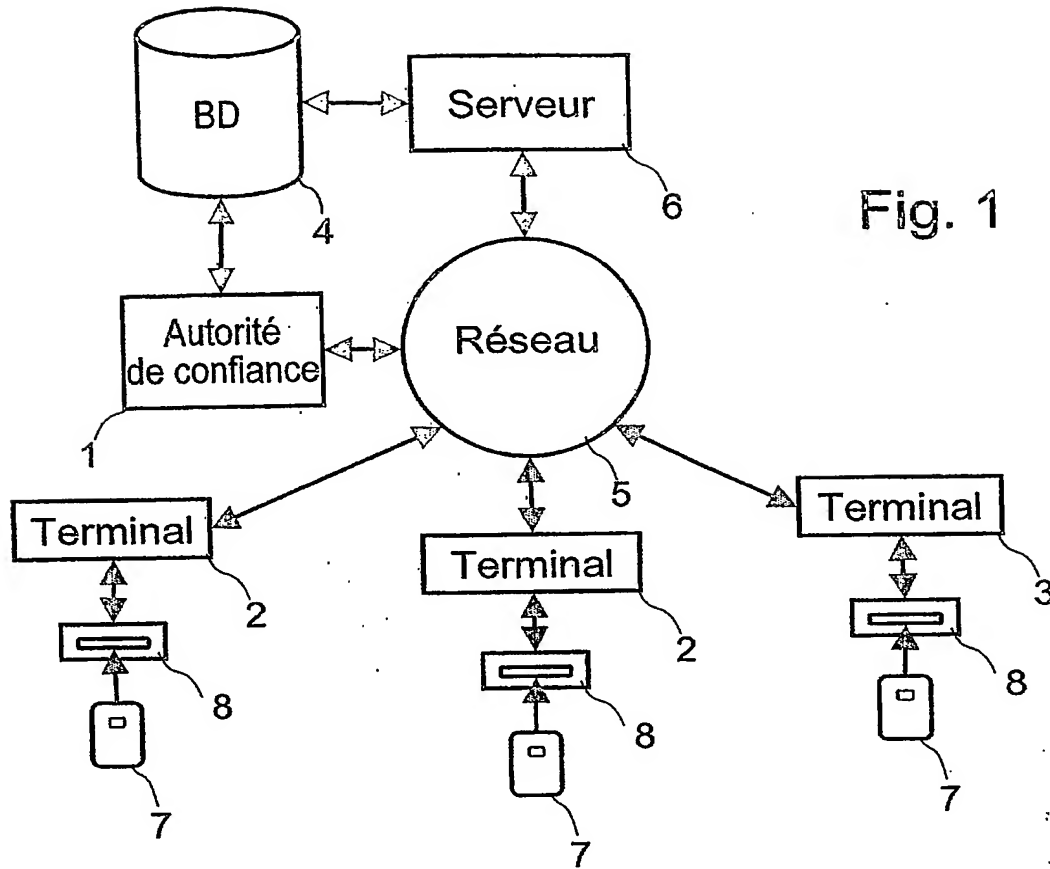 BD
Serveur
4
6
Fig. 1
Autorité
de confiance
Réseau
1
5
Terminal
Terminal
Terminal
2
2
3
8
8
8
7
7
7